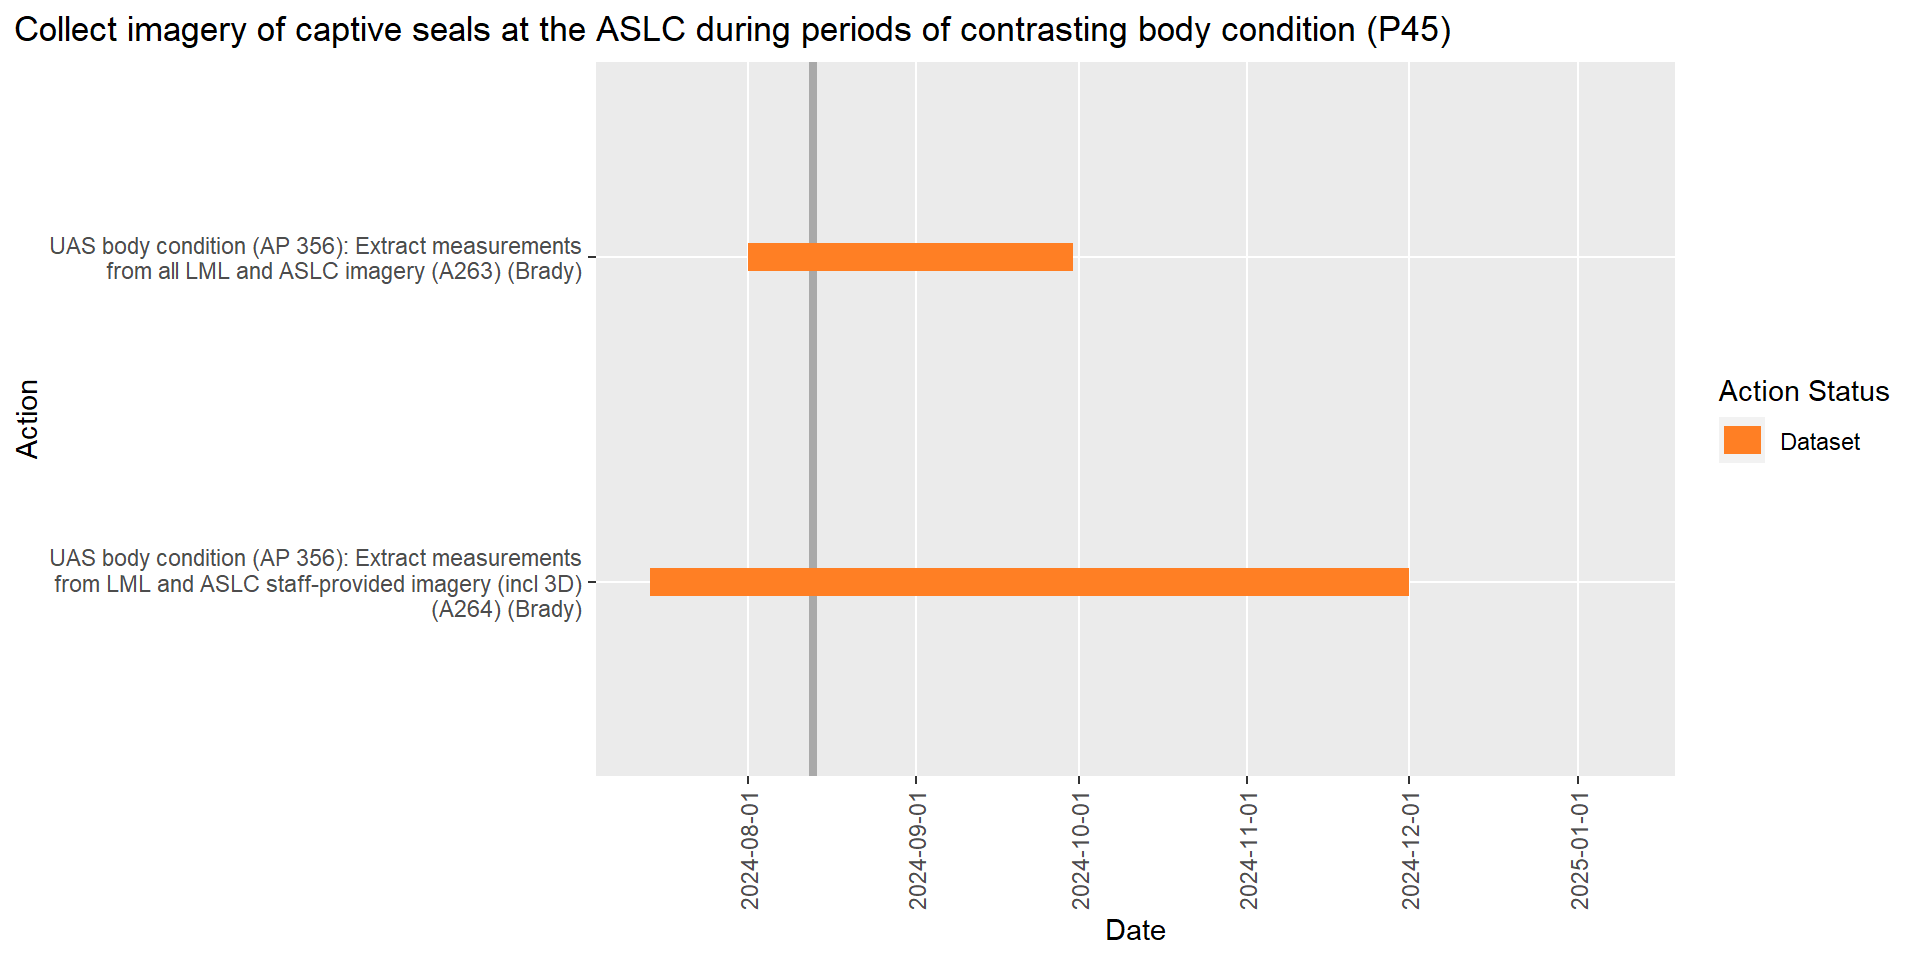 Collect imagery of captive seals at the ASLC during periods of contrasting body condition (P45)
Action
UAS body condition (AP 356): Extract measurements
from all LML and ASLC imagery (A263) (Brady)
UAS body condition (AP 356): Extract measurements
from LML and ASLC staff-provided imagery (incl 3D)
(A264) (Brady)
2024-08-01
2024-09-01
2024-10-01
2024-11-01
2024-12-01
2025-01-01
Date
Action Status
Dataset